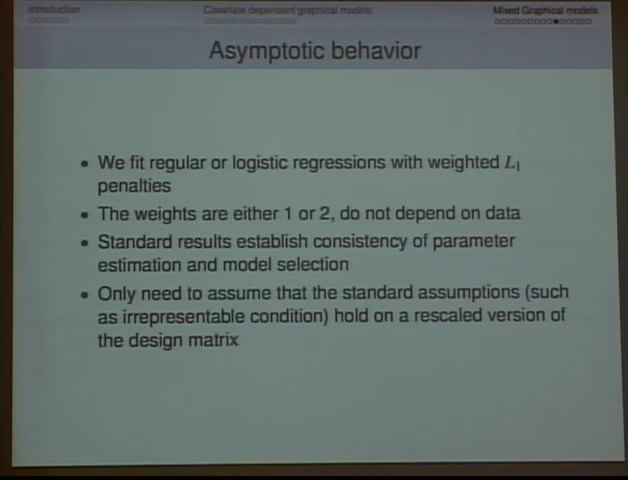 Introduction Covariate dependent graphical models Mixed Graphical models
Asymptotic behavior
• We fit regular or logistic regressions with weighted L1
penalties
• The weights are either 1 or 2, do not depend on data
• Standard results establish consistency of parameter
estimation and model selection
• Only need to assume that the standard assumptions (such
as irrepresentable condition) hold on a rescaled version of
the design matrix